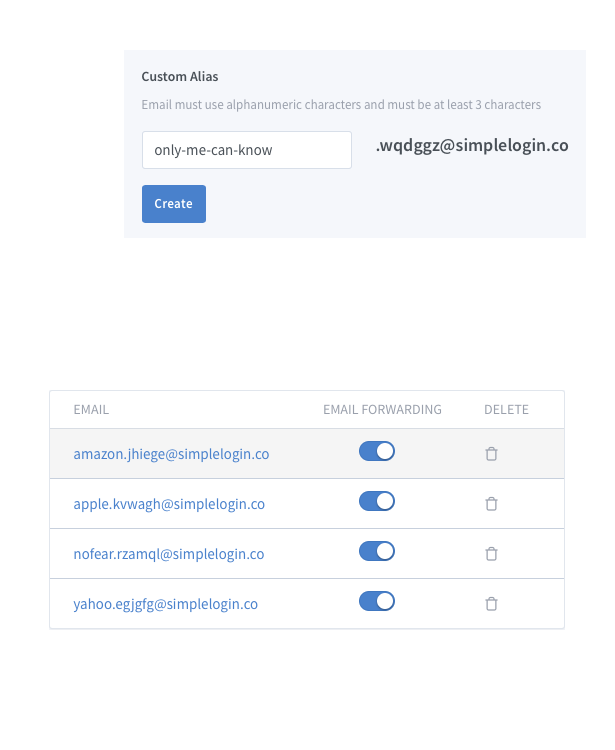 Custom Alias
Email must use alphanumeric characters and must be at least 3 characters
only-me-can-know .wqdggz@simplelogin.co
Create
EMAIL EMAIL FORWARDING DELETE
amazon.jhiege@simplelogin.co
apple.kvwagh@simplelogin.co
nofear.rzamql@simplelogin.co
yahoo.egjgfg@simplelogin.co